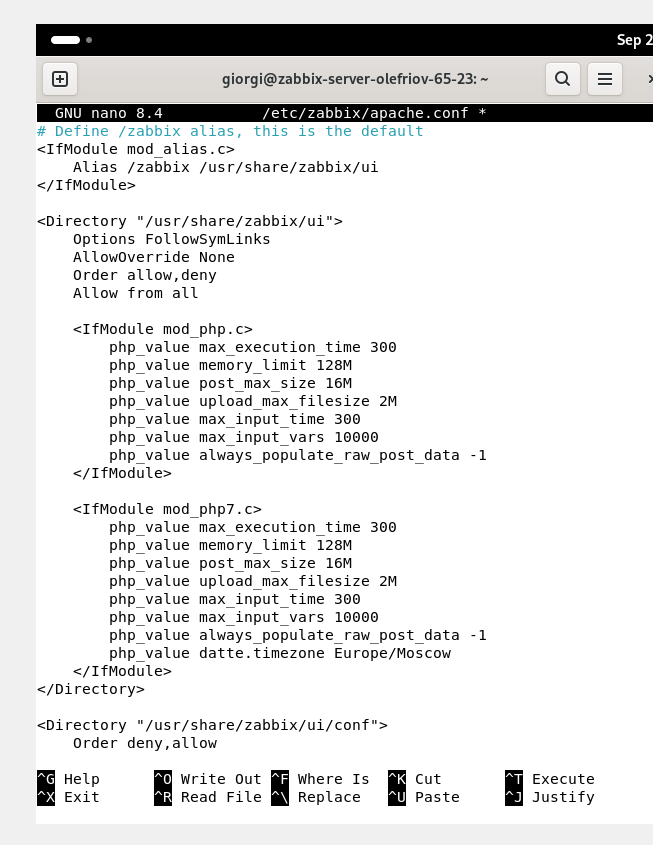 Sep 2
giorgi@zabbix-server-olefriov-65-23: ~
GNU nano 8.4 /etc/zabbix/apache.conf *
# Define /zabbix alias, this is the default
<IfModule mod_alias.c>
    Alias /zabbix /usr/share/zabbix/ui
</IfModule>

<Directory "/usr/share/zabbix/ui">
    Options FollowSymLinks
    AllowOverride None
    Order allow,deny
    Allow from all

    <IfModule mod_php.c>
        php_value max_execution_time 300
        php_value memory_limit 128M
        php_value post_max_size 16M
        php_value upload_max_filesize 2M
        php_value max_input_time 300
        php_value max_input_vars 10000
        php_value always_populate_raw_post_data -1
    </IfModule>

    <IfModule mod_php7.c>
        php_value max_execution_time 300
        php_value memory_limit 128M
        php_value post_max_size 16M
        php_value upload_max_filesize 2M
        php_value max_input_time 300
        php_value max_input_vars 10000
        php_value always_populate_raw_post_data -1
        php_value datte.timezone Europe/Moscow
    </IfModule>
</Directory>

<Directory "/usr/share/zabbix/ui/conf">
    Order deny,allow

^G Help ^O Write Out ^F Where Is ^K Cut ^T Execute
^X Exit ^R Read File ^\ Replace ^U Paste ^J Justify